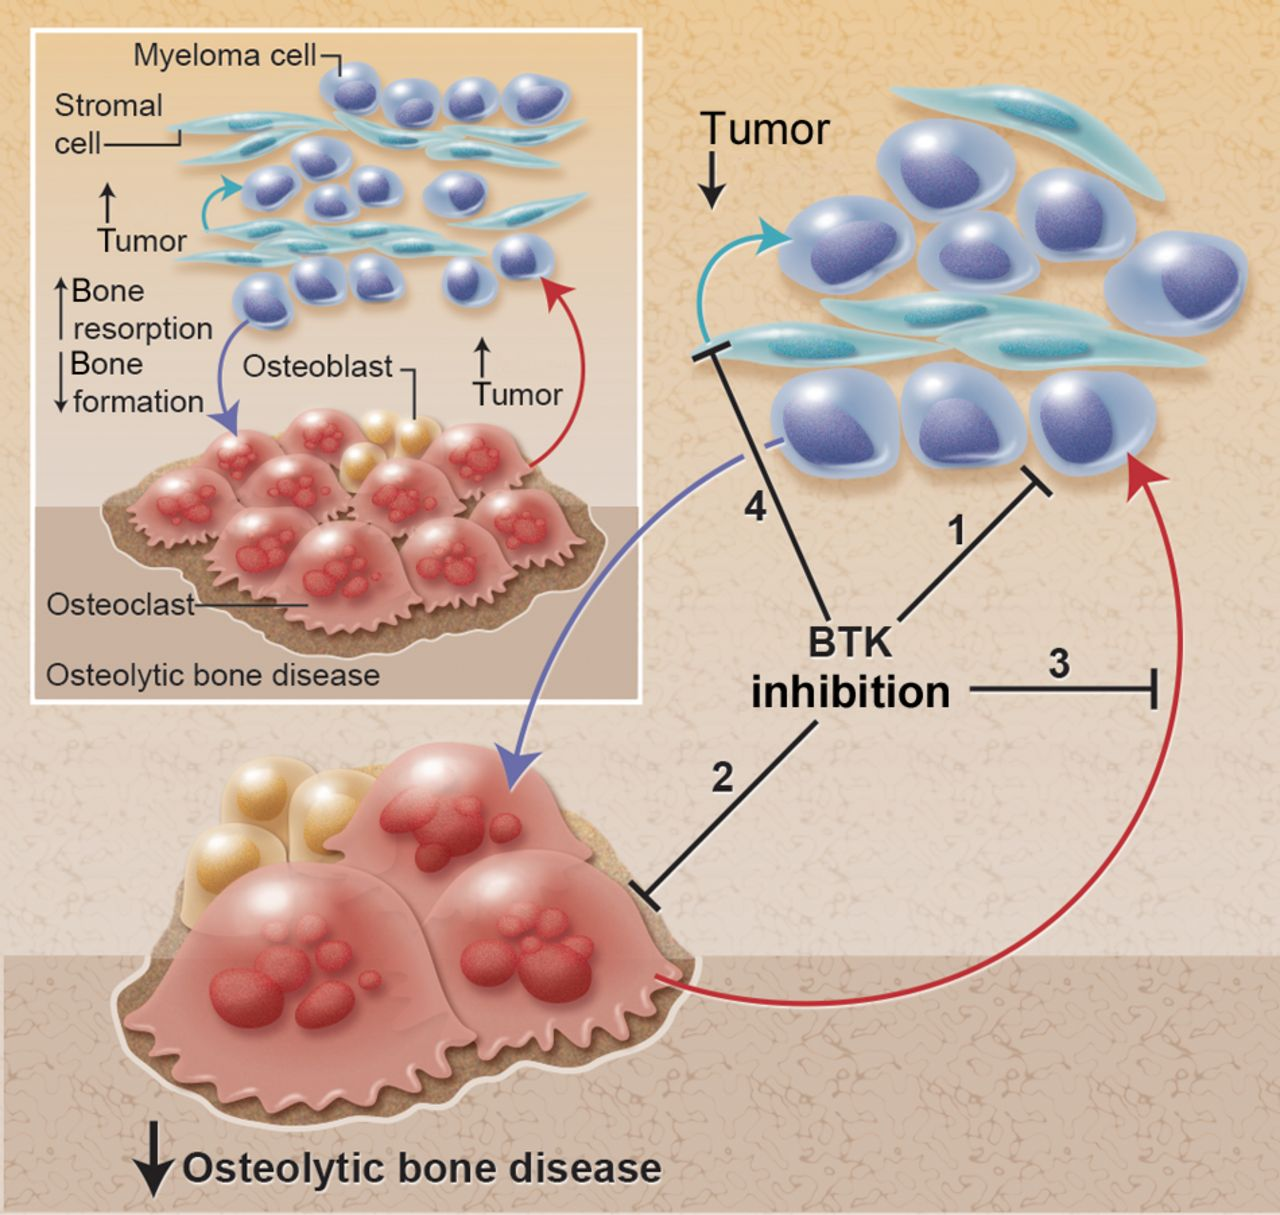 Myeloma cell
Stromal
cell
Tumor
Bone
resorption
Bone
formation
Osteoblast
Tumor
Osteoclast
Osteolytic bone disease
Tumor
4
1
BTK
inhibition
3
2
Osteolytic bone disease